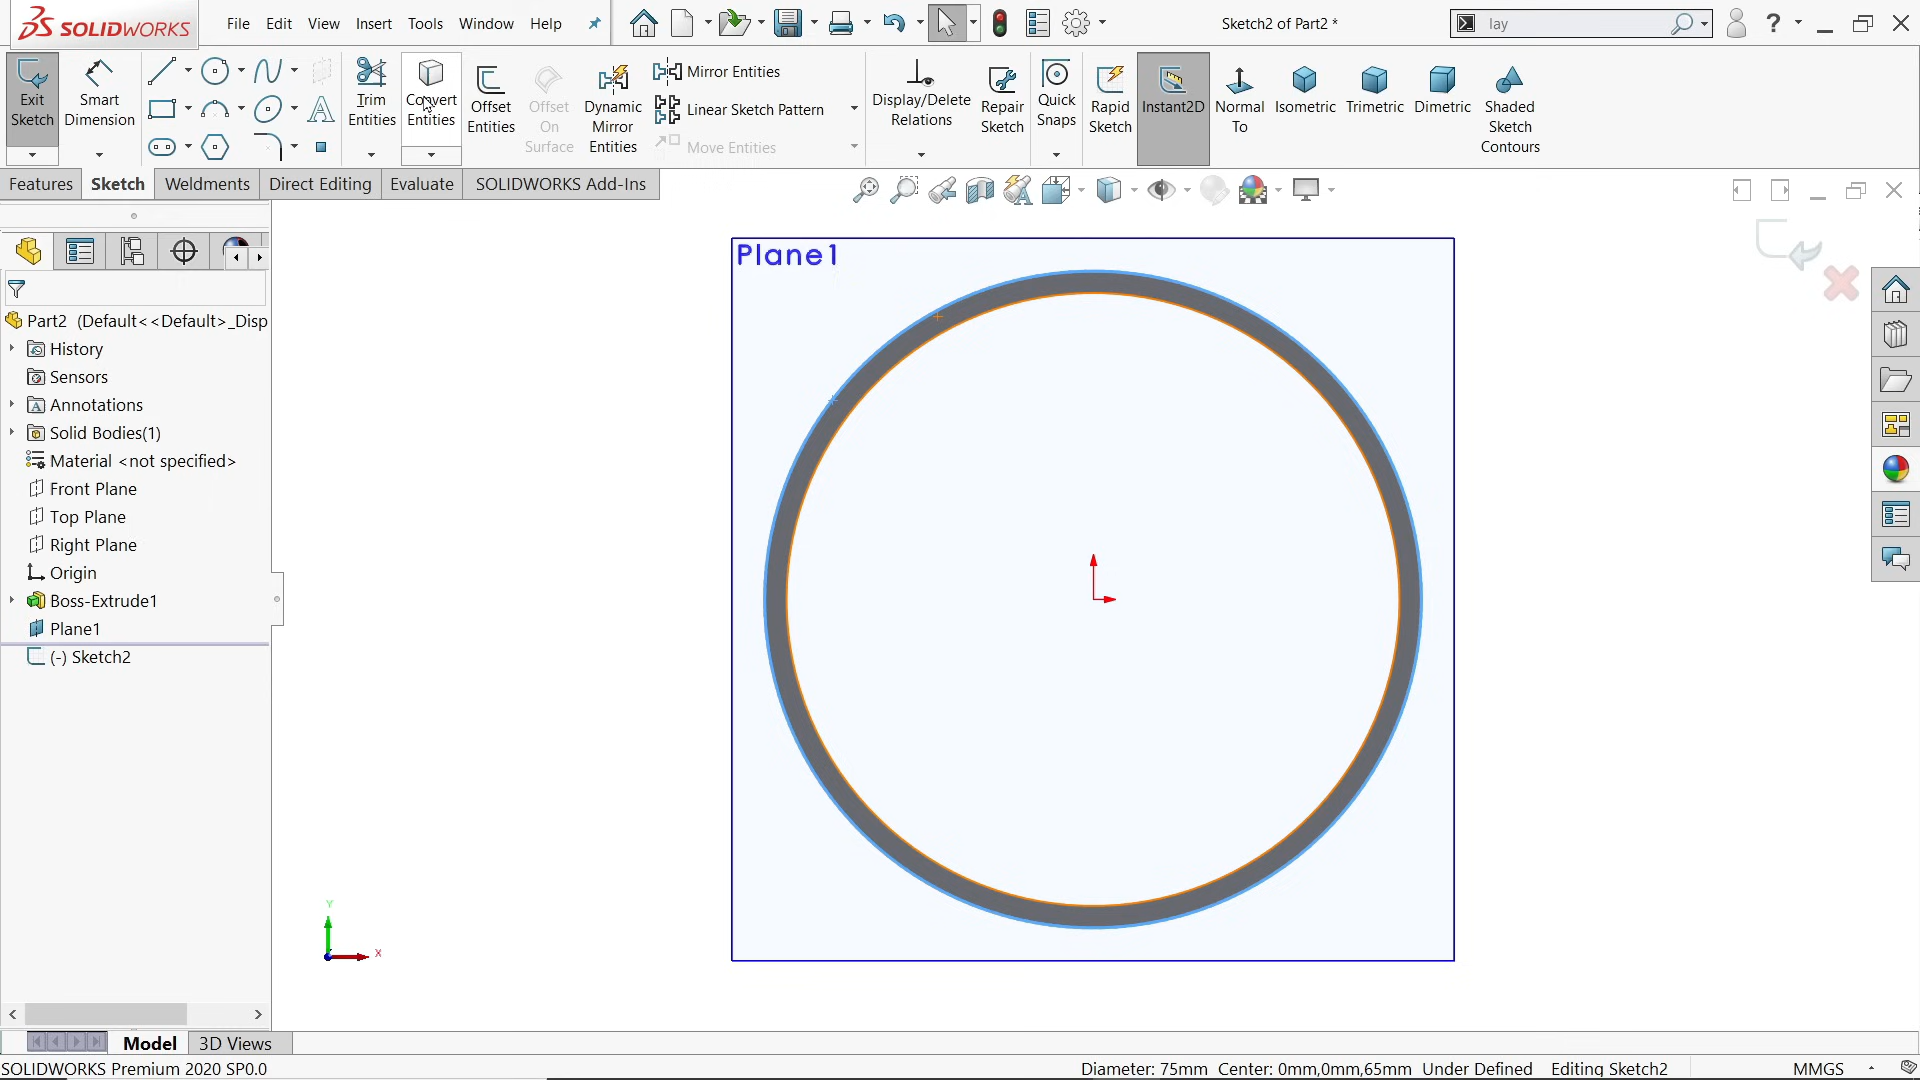 SOLIDWORKS
File Edit View Insert Tools Window Help
Sketch2 of Part2 *
lay
Exit Sketch
Smart Dimension
Trim Entities
Convert Entities
Offset Entities
Offset On Surface
Dynamic Mirror Entities
Mirror Entities
Linear Sketch Pattern
Move Entities
Display/Delete Relations
Repair Sketch
Quick Snaps
Rapid Sketch
Instant2D
Normal To
Isometric
Trimetric
Dimetric
Shaded Sketch Contours
Features Sketch Weldments Direct Editing Evaluate SOLIDWORKS Add-Ins
Plane1
Part2 (Default<<Default>_Disp
History
Sensors
Annotations
Solid Bodies(1)
Material <not specified>
Front Plane
Top Plane
Right Plane
Origin
Boss-Extrude1
Plane1
(-) Sketch2
Y
X
Model 3D Views
SOLIDWORKS Premium 2020 SP0.0
Diameter: 75mm Center: 0mm,0mm,65mm Under Defined Editing Sketch2 MMGS